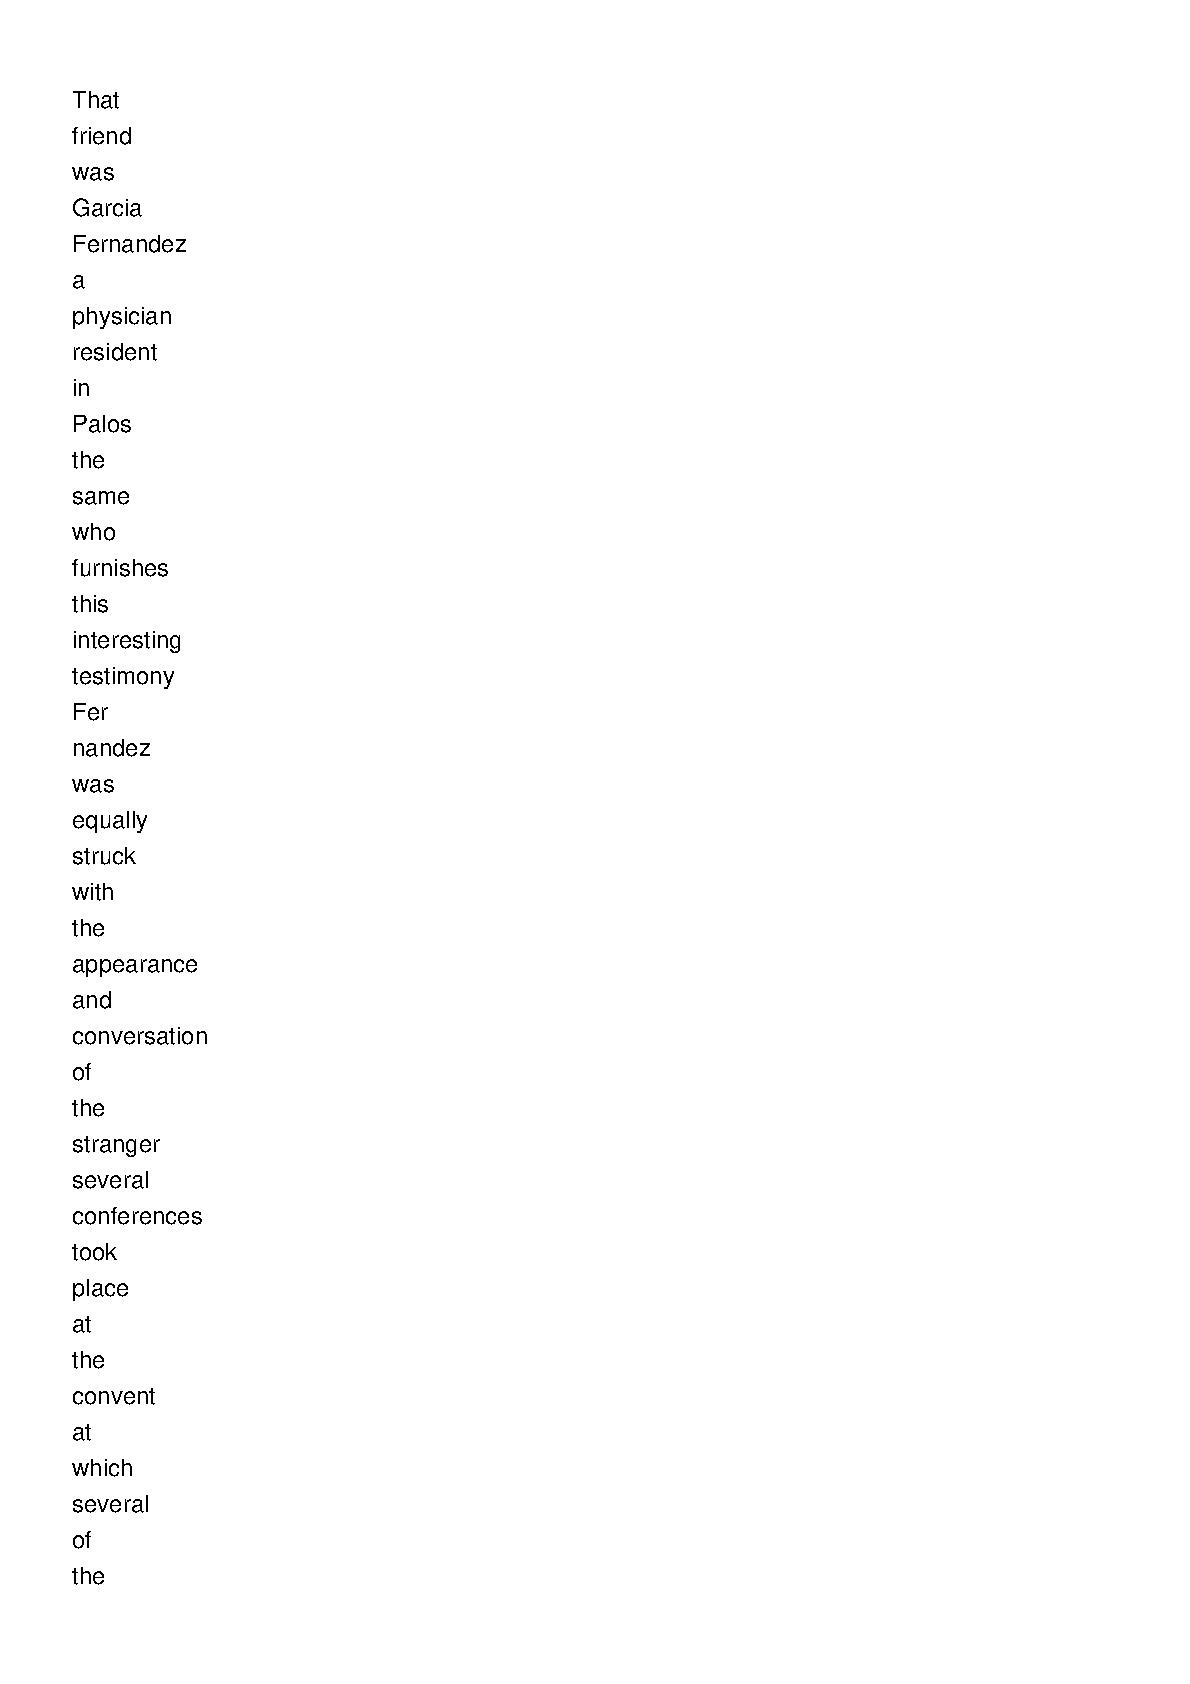 That
friend
was
Garcia
Fernandez
a
physician
resident
in
Palos
the
same
who
furnishes
this
interesting
testimony
Fer
nandez
was
equally
struck
with
the
appearance
and
conversation
of
the
stranger
several
conferences
took
place
at
the
convent
at
which
several
of
the